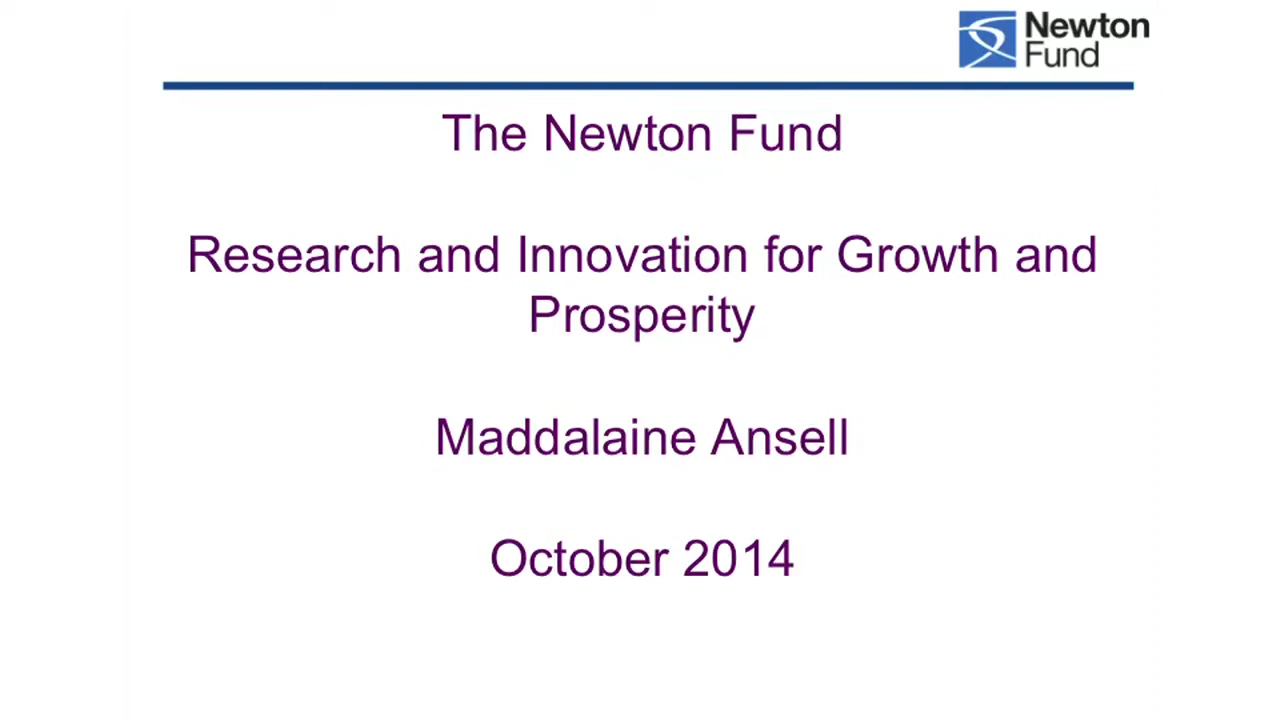 Newton
Fund
The Newton Fund
Research and Innovation for Growth and
Prosperity
Maddalaine Ansell
October 2014